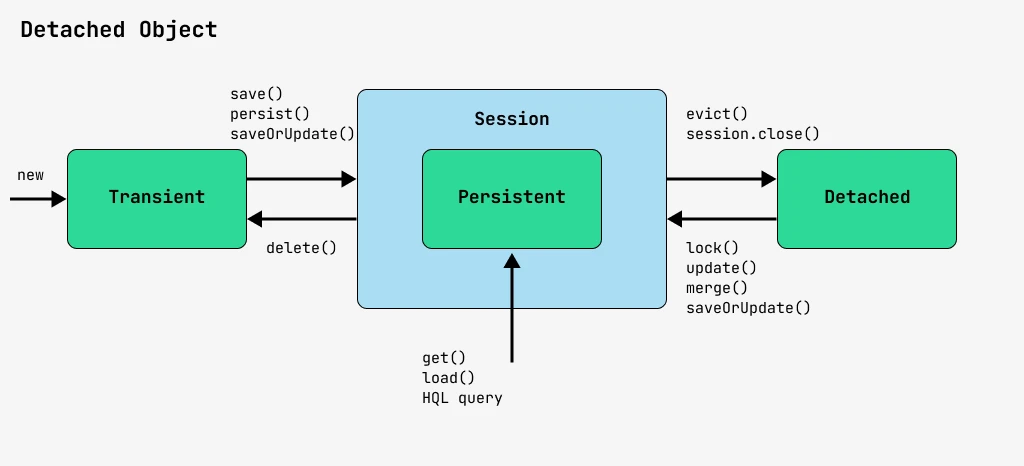 Detached Object
save()
persist()
saveOrUpdate()
Session
evict()
session.close()
new
Transient
Persistent
Detached
delete()
lock()
update()
merge()
saveOrUpdate()
get()
load()
HQL query